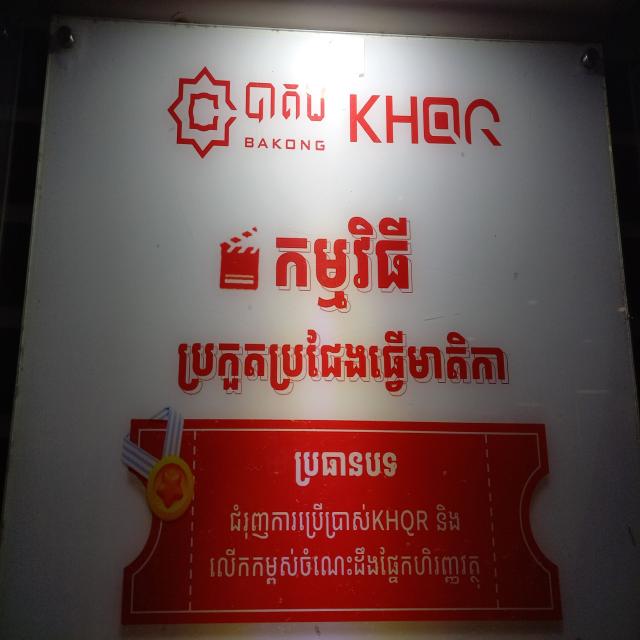 បាគង KHQR
BAKONG
កម្មវិធី
ប្រកួតប្រជែងធ្វើមាតិកា
ប្រធានបទ
ជំរុញការប្រើប្រាស់KHQR និង
លើកកម្ពស់ចំណេះដឹងផ្នែកហិរញ្ញវត្ថុ